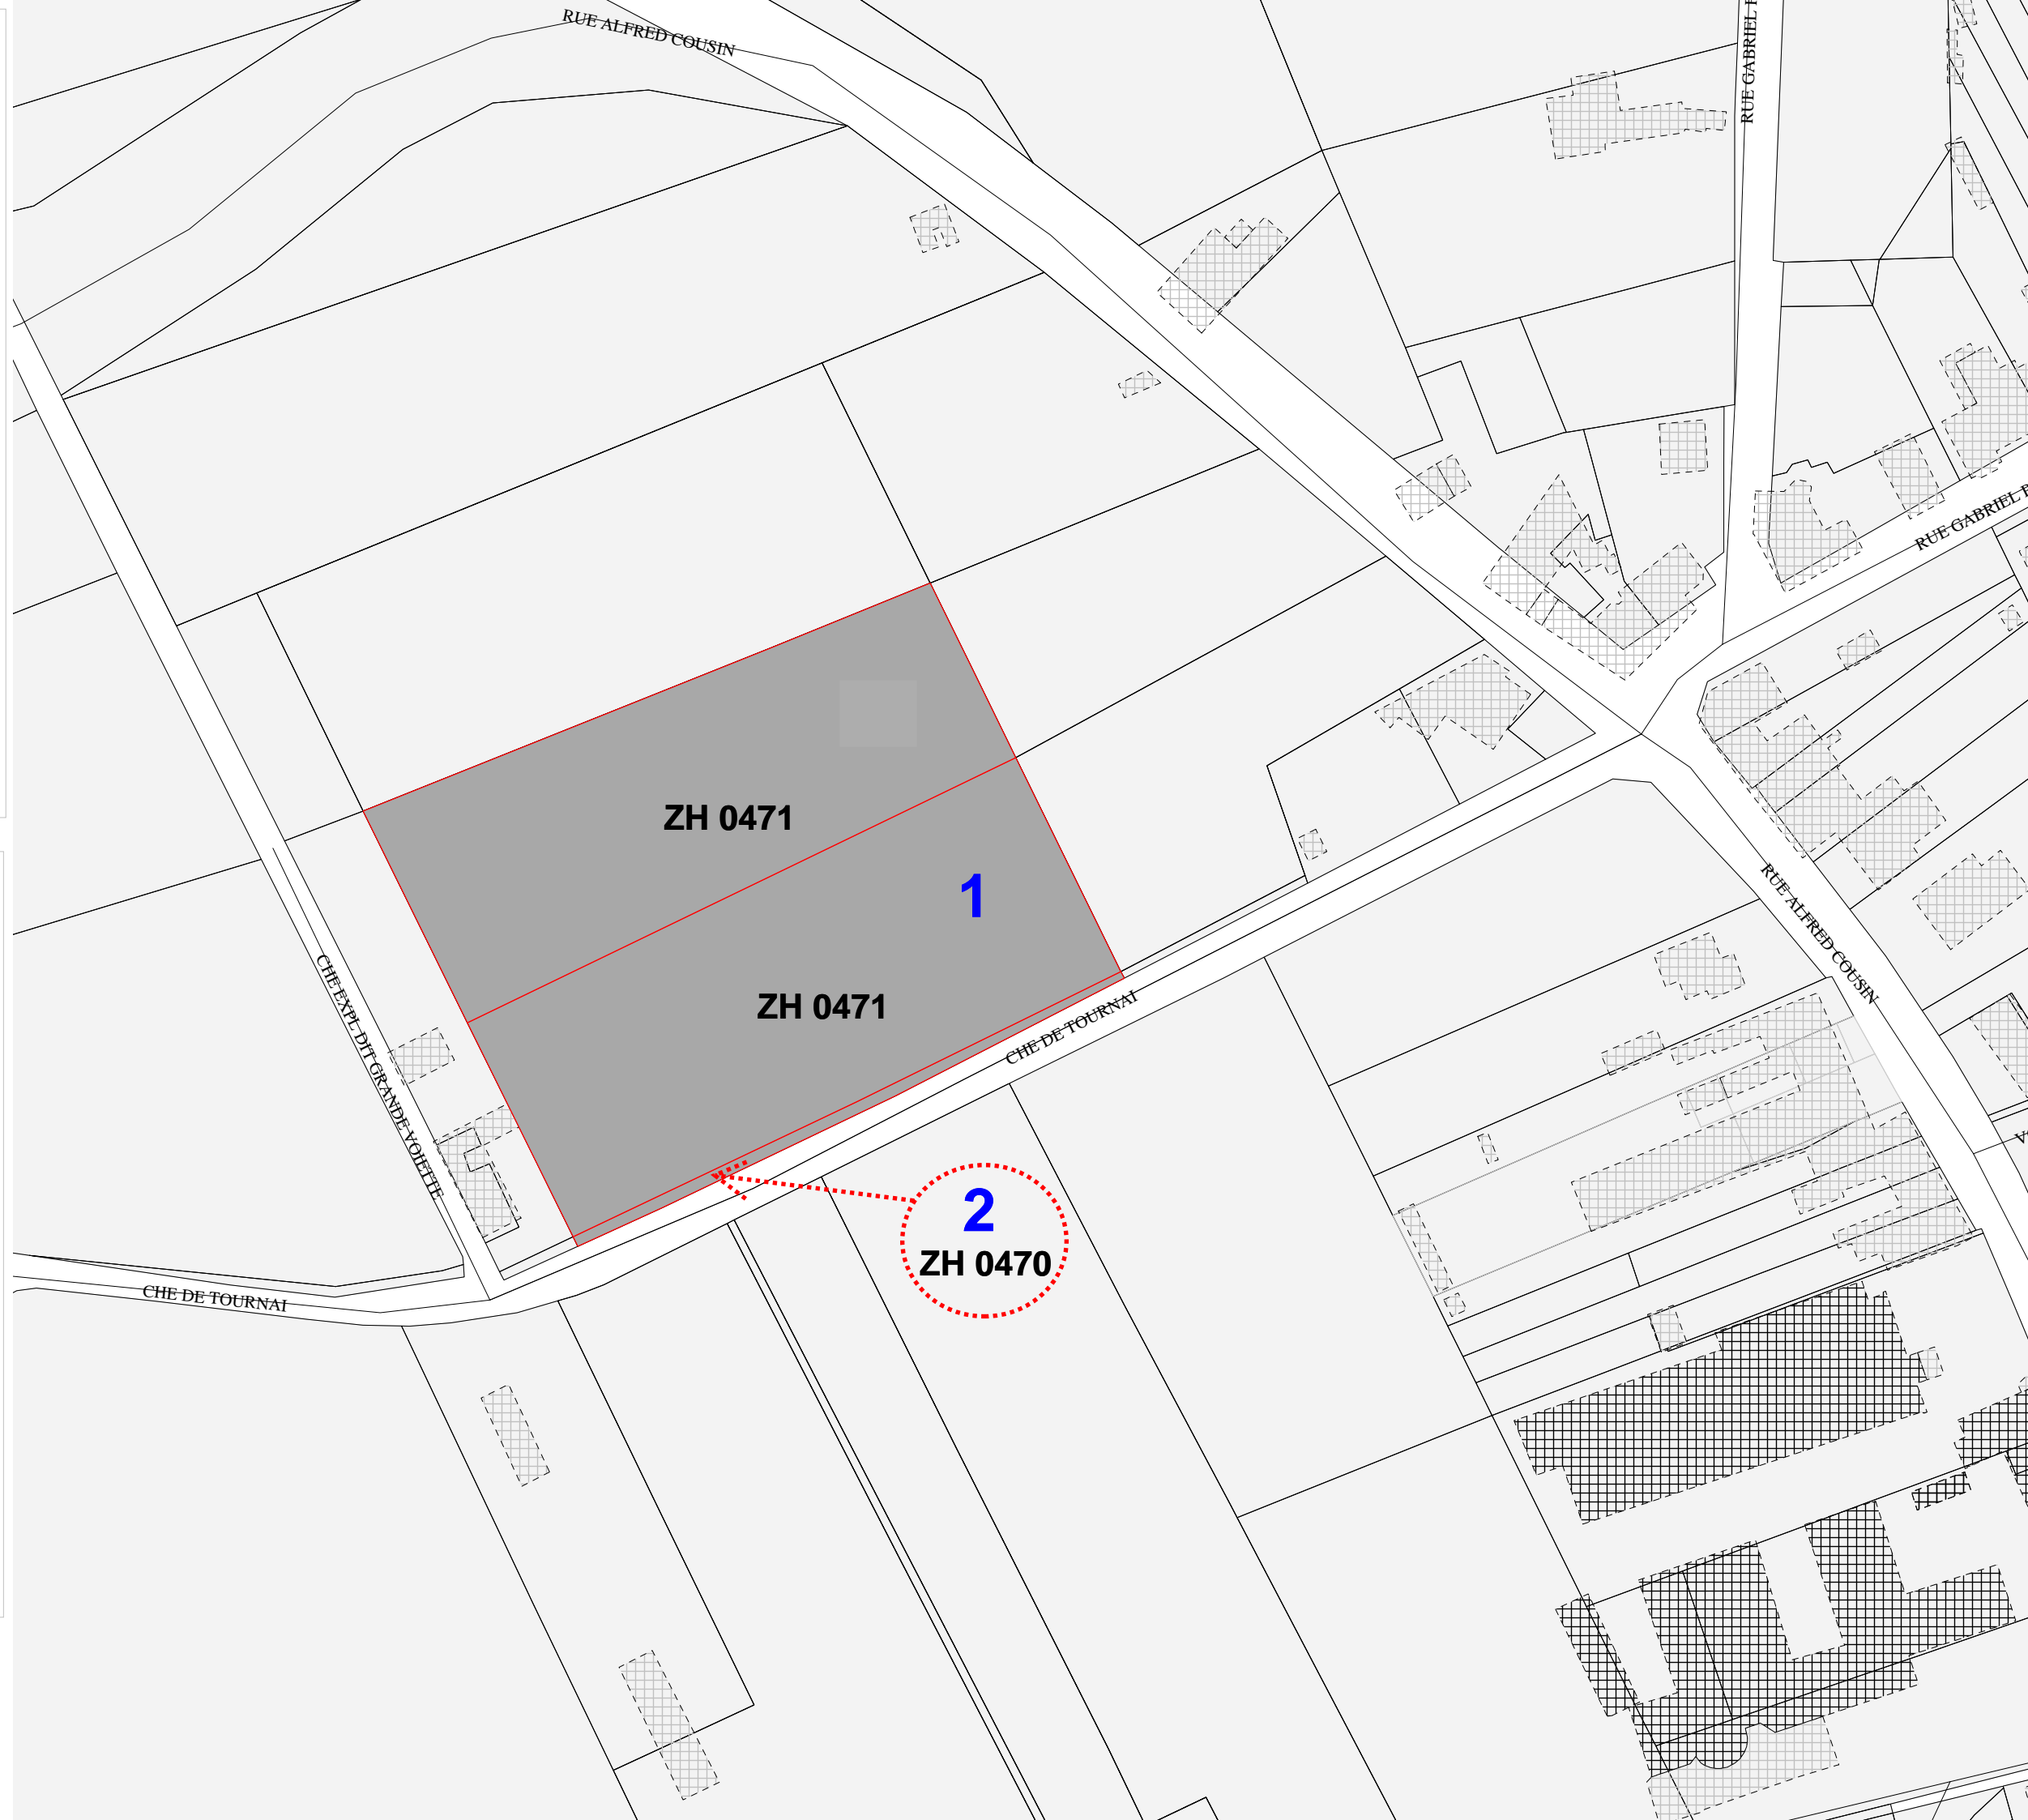 RUE ALFRED COUSIN
RUE GABRIEL
RUE GABRIEL
ZH 0471
1
RUE ALFRED COUSIN
CHE EXPL DIT GRANDE VOIETTE
ZH 0471
CHE DE TOURNAI
2
ZH 0470
CHE DE TOURNAI